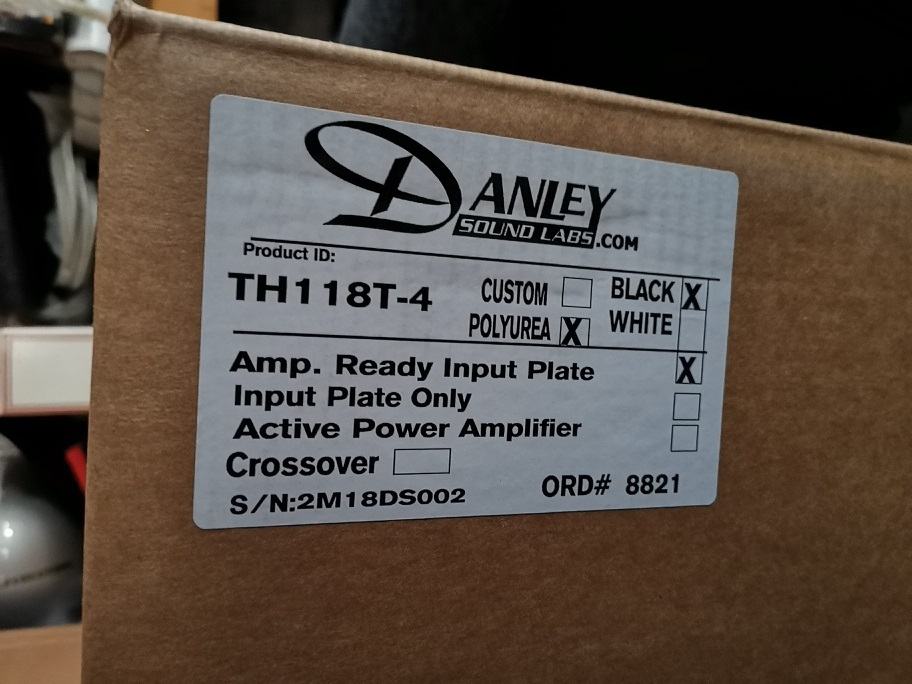 DANLEY
SOUND LABS.COM
Product ID:
TH118T-4 CUSTOM BLACK X
POLYUREA X WHITE
Amp. Ready Input Plate X
Input Plate Only
Active Power Amplifier
Crossover
S/N:2M18DS002 ORD# 8821